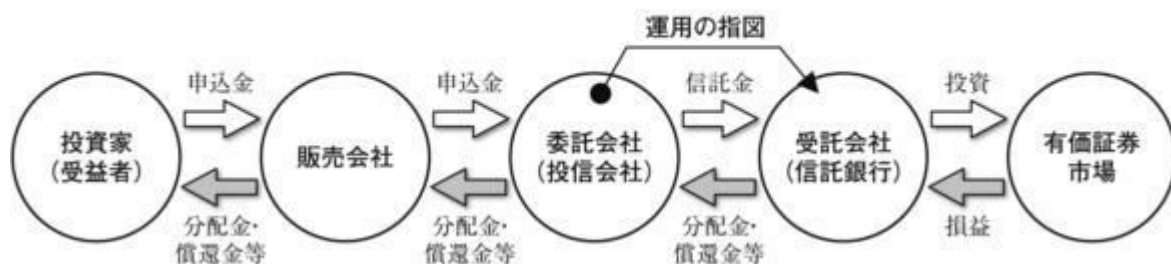 運用の指図
申込金
申込金
信託金
投資
投資家
（受益者）
販売会社
委託会社
（投信会社）
受託会社
（信託銀行）
有価証券
市場
分配金・
償還金等
分配金・
償還金等
分配金・
償還金等
損益